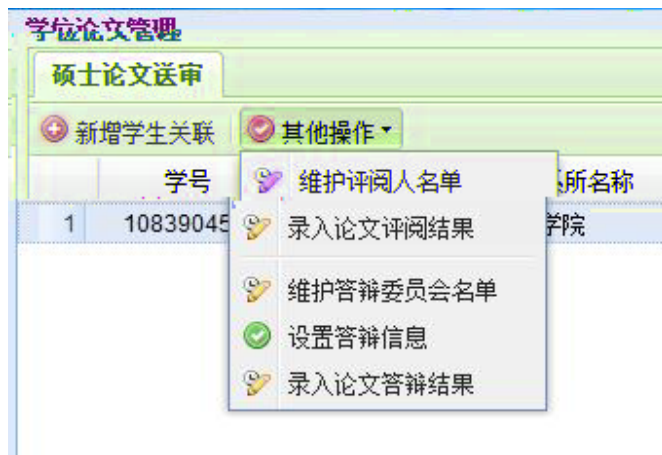 学位论文管理
硕士论文送审
新增学生关联 其他操作
学号 系所名称
1 10839045 学院
维护评阅人名单
录入论文评阅结果
维护答辩委员会名单
设置答辩信息
录入论文答辩结果